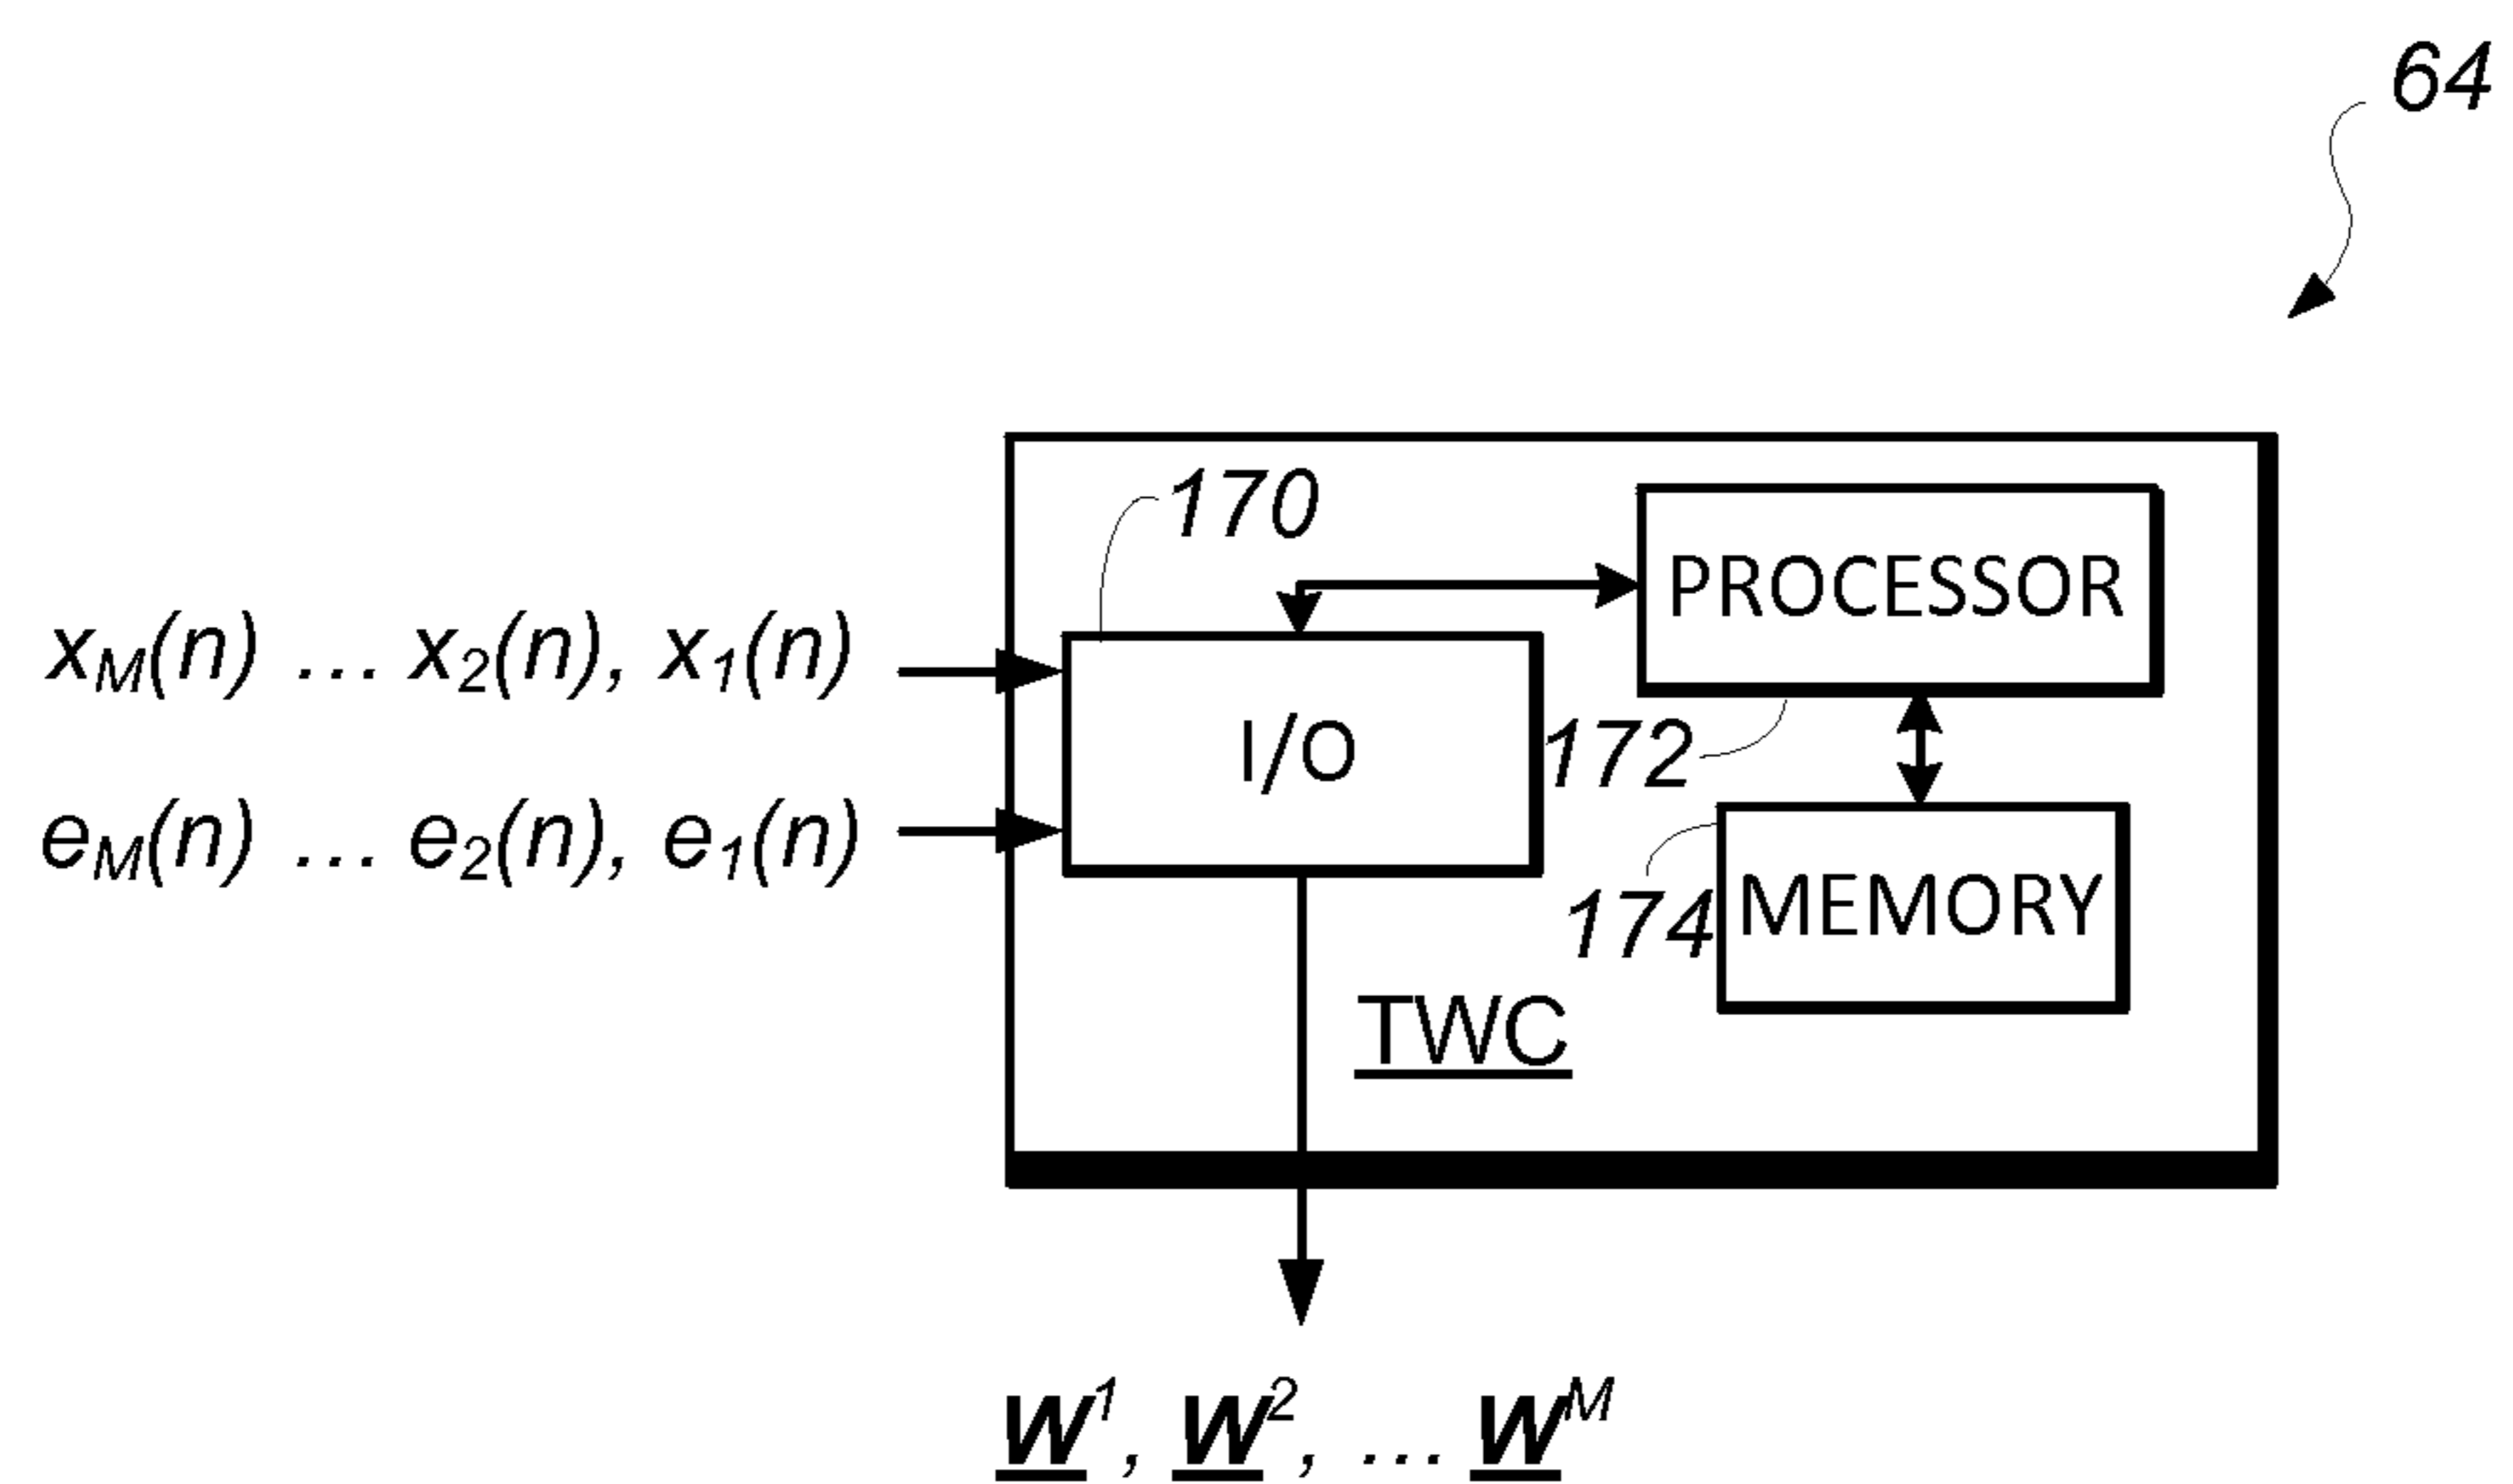 64
170
PROCESSOR
x_M(n) ... x_2(n), x_1(n)
I/O
172
e_M(n) ... e_2(n), e_1(n)
174
MEMORY
TWC
w^1, w^2, ... w^M